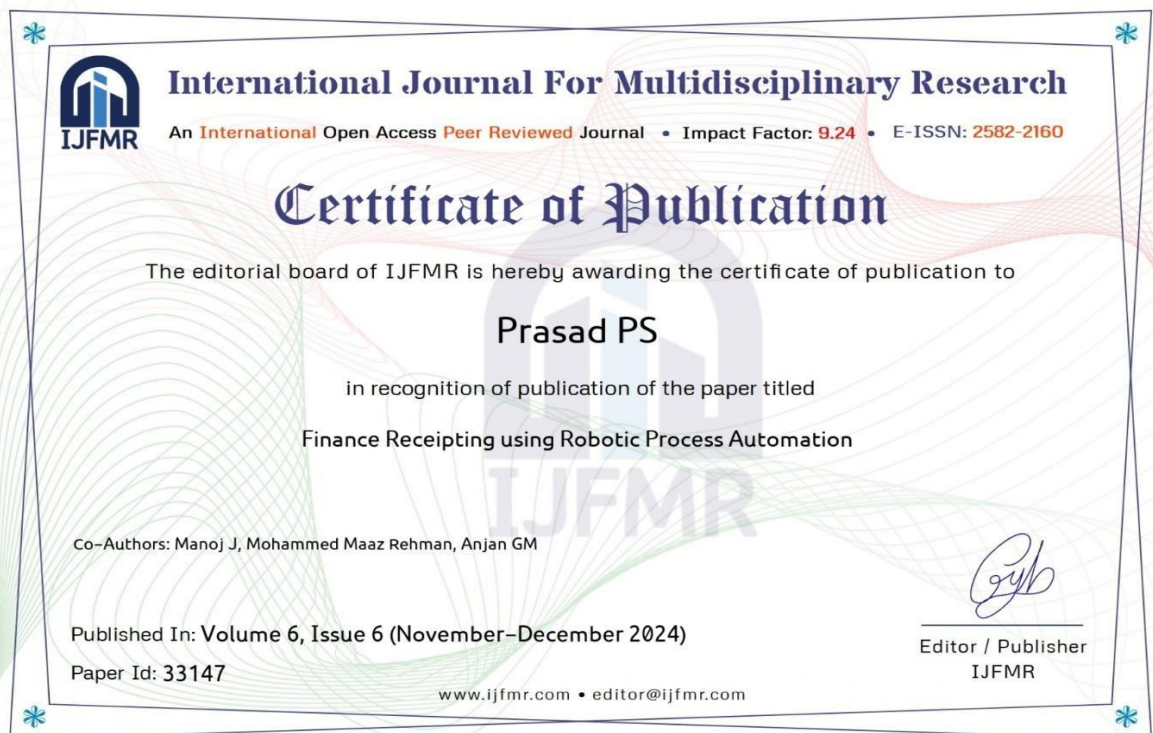 International Journal For Multidisciplinary Research
IJFMR
An International Open Access Peer Reviewed Journal • Impact Factor: 9.24 • E-ISSN: 2582-2160
Certificate of Publication
The editorial board of IJFMR is hereby awarding the certificate of publication to
Prasad PS
in recognition of publication of the paper titled
Finance Receipting using Robotic Process Automation
IJFMR
Co-Authors: Manoj J, Mohammed Maaz Rehman, Anjan GM
Published In: Volume 6, Issue 6 (November-December 2024)
Paper Id: 33147
Editor / Publisher
IJFMR
www.ijfmr.com • editor@ijfmr.com